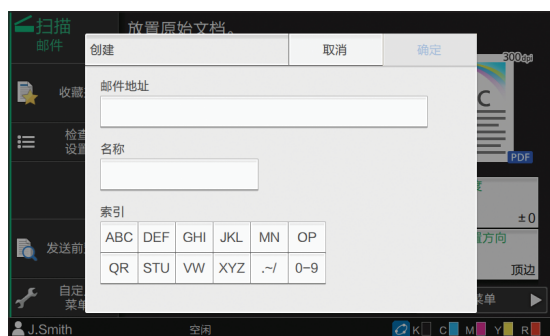 扫描
邮件
放置原始文档。
创建
取消
确定
300dpi
收藏
邮件地址
C
检查
设置
名称
PDF
±0
索引
置方向
ABC DEF GHI JKL MN OP
发送前
QR STU VW XYZ .~/ 0-9
顶边
自定
菜单
菜单
J.Smith
空闲
K C M Y R